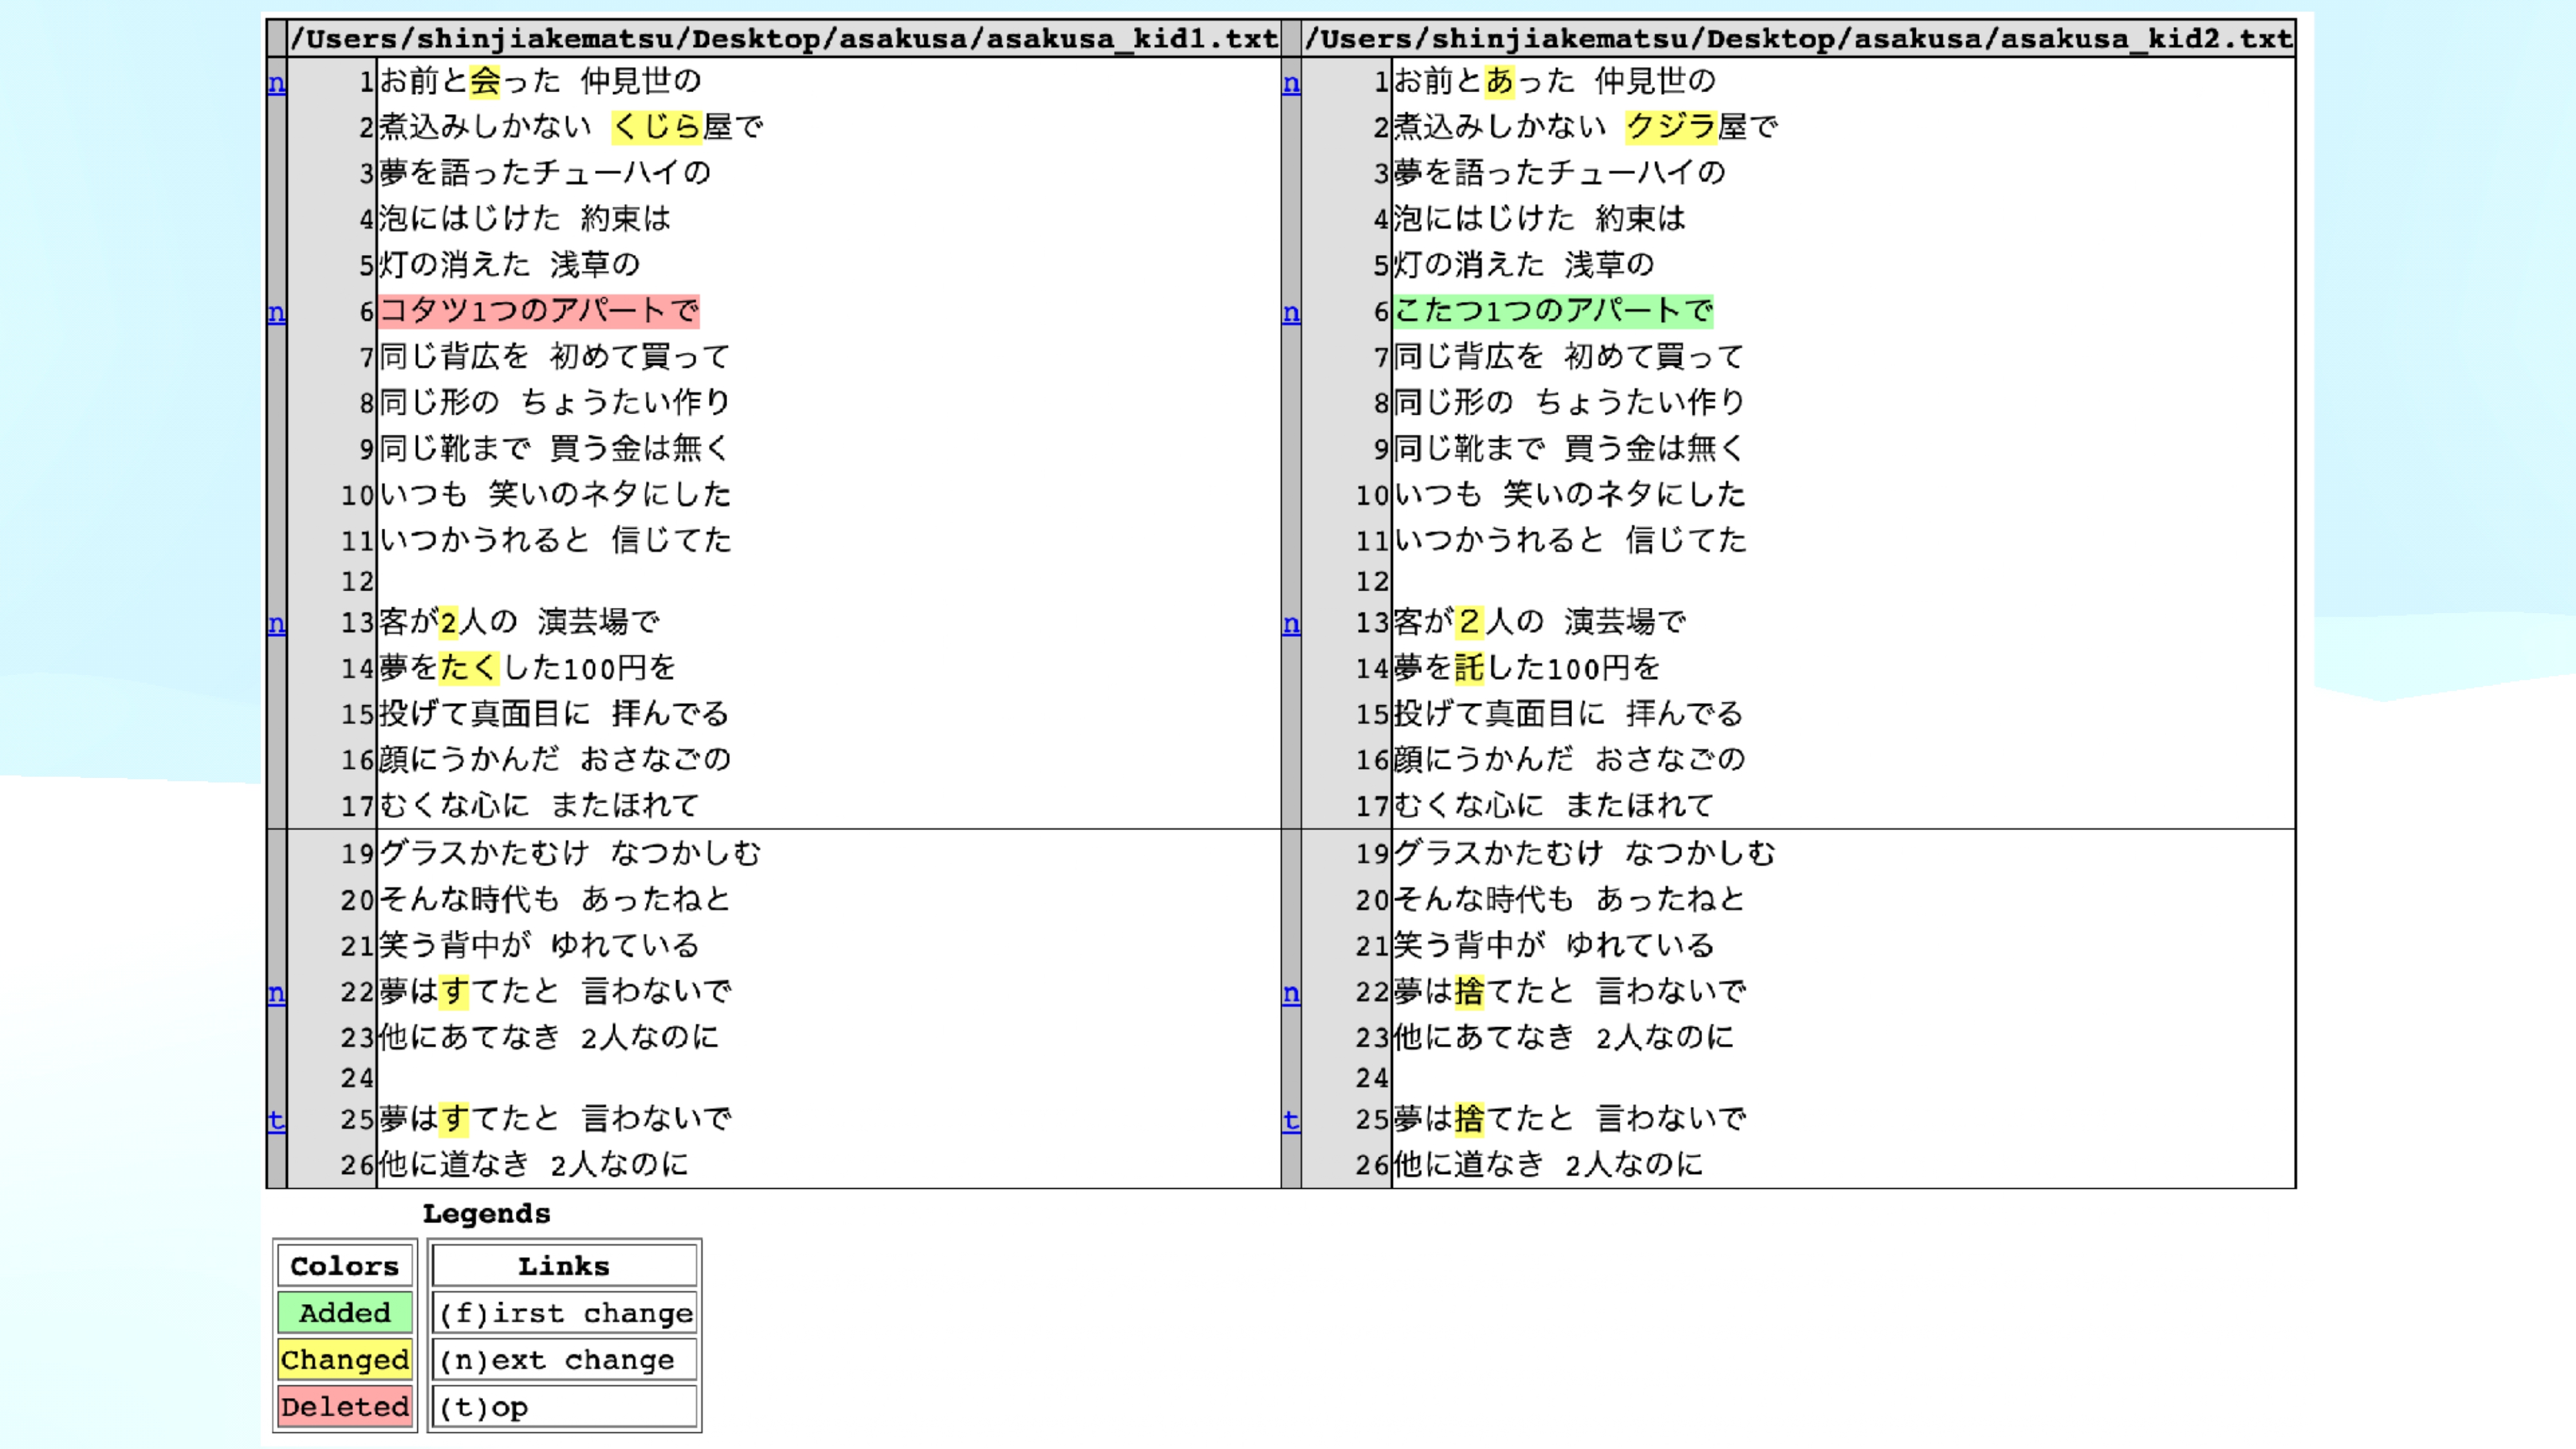 /Users/shinjiakematsu/Desktop/asakusa/asakusa_kid1.txt /Users/shinjiakematsu/Desktop/asakusa/asakusa_kid2.txt
n 1 お前と会った 仲見世の n 1 お前とあった 仲見世の
2 煮込みしかない くじら屋で 2 煮込みしかない クジラ屋で
3 夢を語ったチューハイの 3 夢を語ったチューハイの
4 泡にはじけた 約束は 4 泡にはじけた 約束は
5 灯の消えた 浅草の 5 灯の消えた 浅草の
n 6 コタツ1つのアパートで n 6 こたつ1つのアパートで
7 同じ背広を 初めて買って 7 同じ背広を 初めて買って
8 同じ形の ちょうたい作り 8 同じ形の ちょうたい作り
9 同じ靴まで 買う金は無く 9 同じ靴まで 買う金は無く
10 いつも 笑いのネタにした 10 いつも 笑いのネタにした
11 いつかうれると 信じてた 11 いつかうれると 信じてた
12 12
n 13 客が2人の 演芸場で n 13 客が２人の 演芸場で
14 夢をたくした100円を 14 夢を託した100円を
15 投げて真面目に 拝んでる 15 投げて真面目に 拝んでる
16 顔にうかんだ おさなごの 16 顔にうかんだ おさなごの
17 むくな心に またほれて 17 むくな心に またほれて
19 グラスかたむけ なつかしむ 19 グラスかたむけ なつかしむ
20 そんな時代も あったねと 20 そんな時代も あったねと
21 笑う背中が ゆれている 21 笑う背中が ゆれている
n 22 夢はすてたと 言わないで n 22 夢は捨てたと 言わないで
23 他にあてなき 2人なのに 23 他にあてなき 2人なのに
24 24
t 25 夢はすてたと 言わないで t 25 夢は捨てたと 言わないで
26 他に道なき 2人なのに 26 他に道なき 2人なのに
Legends
Colors Links
Added (f)irst change
Changed (n)ext change
Deleted (t)op